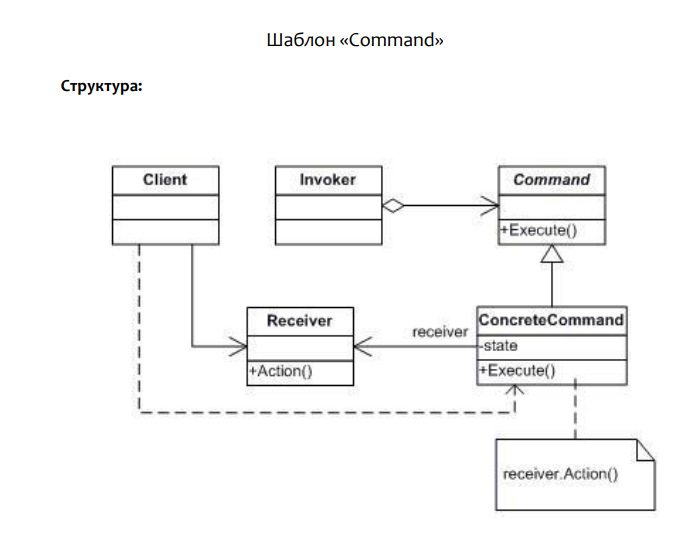 Шаблон «Command»
Структура:
Client
Invoker
Command
+Execute()
Receiver
+Action()
receiver
ConcreteCommand
-state
+Execute()
receiver.Action()